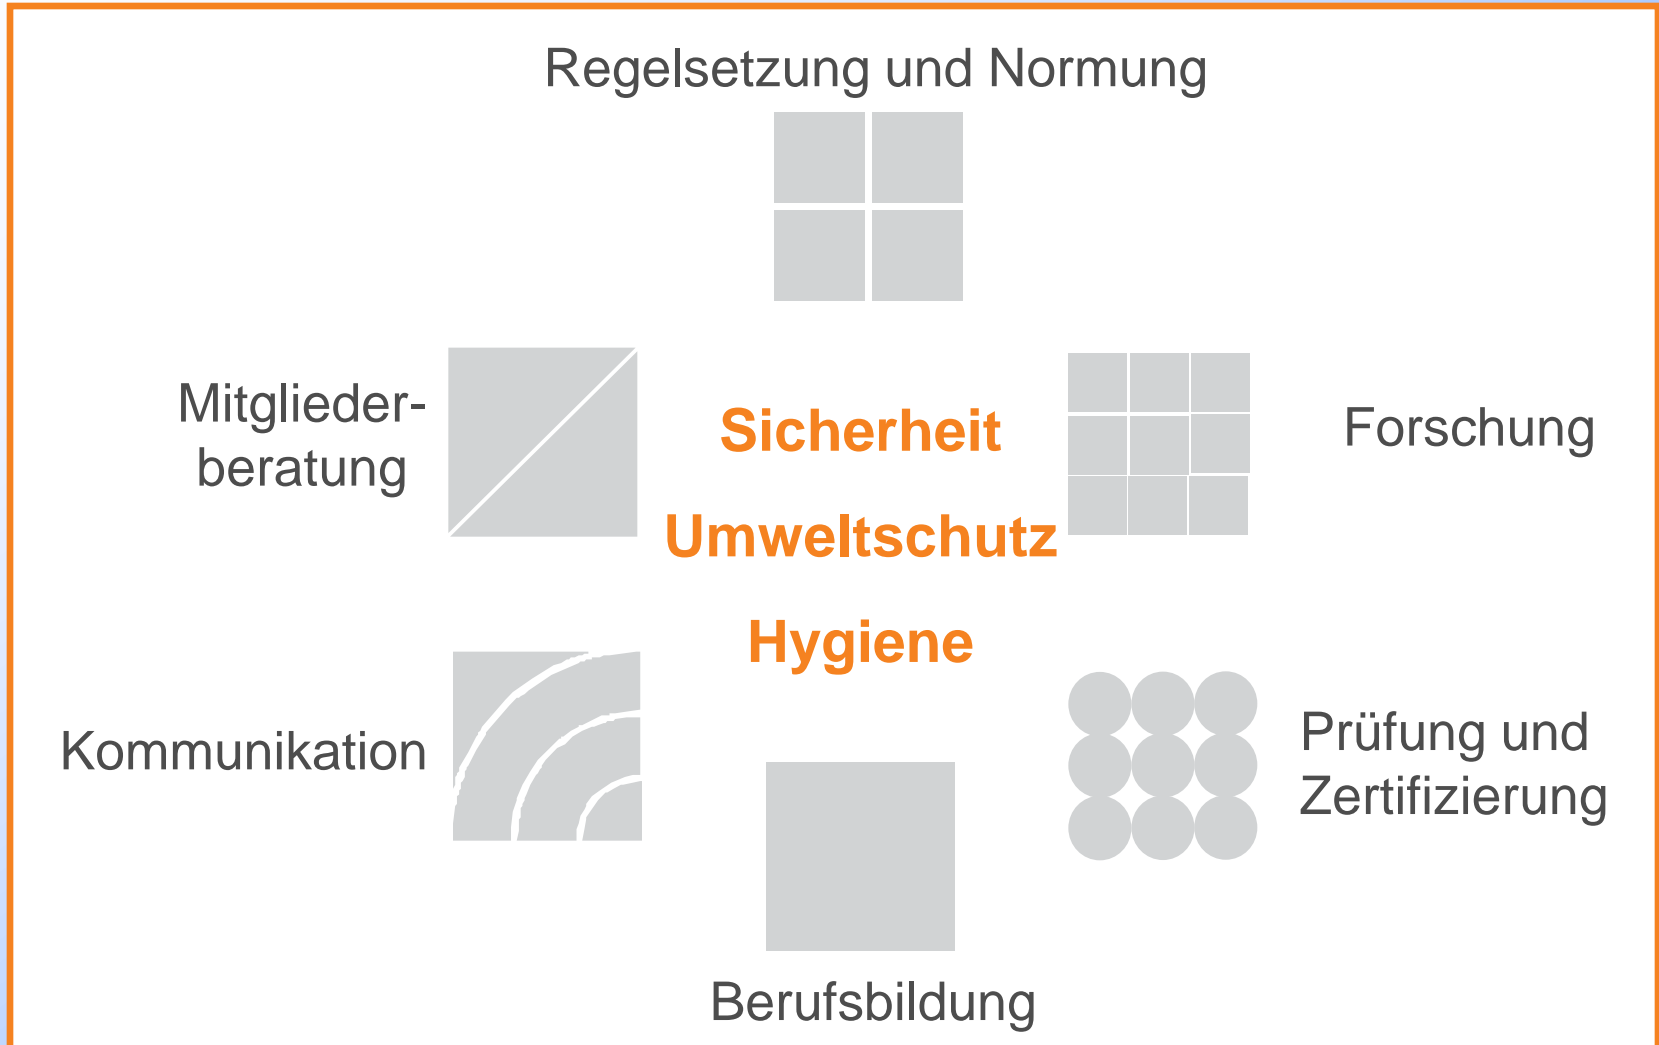 Regelsetzung und Normung
Mitglieder-
beratung
Sicherheit
Forschung
Umweltschutz
Hygiene
Kommunikation
Prüfung und
Zertifizierung
Berufsbildung